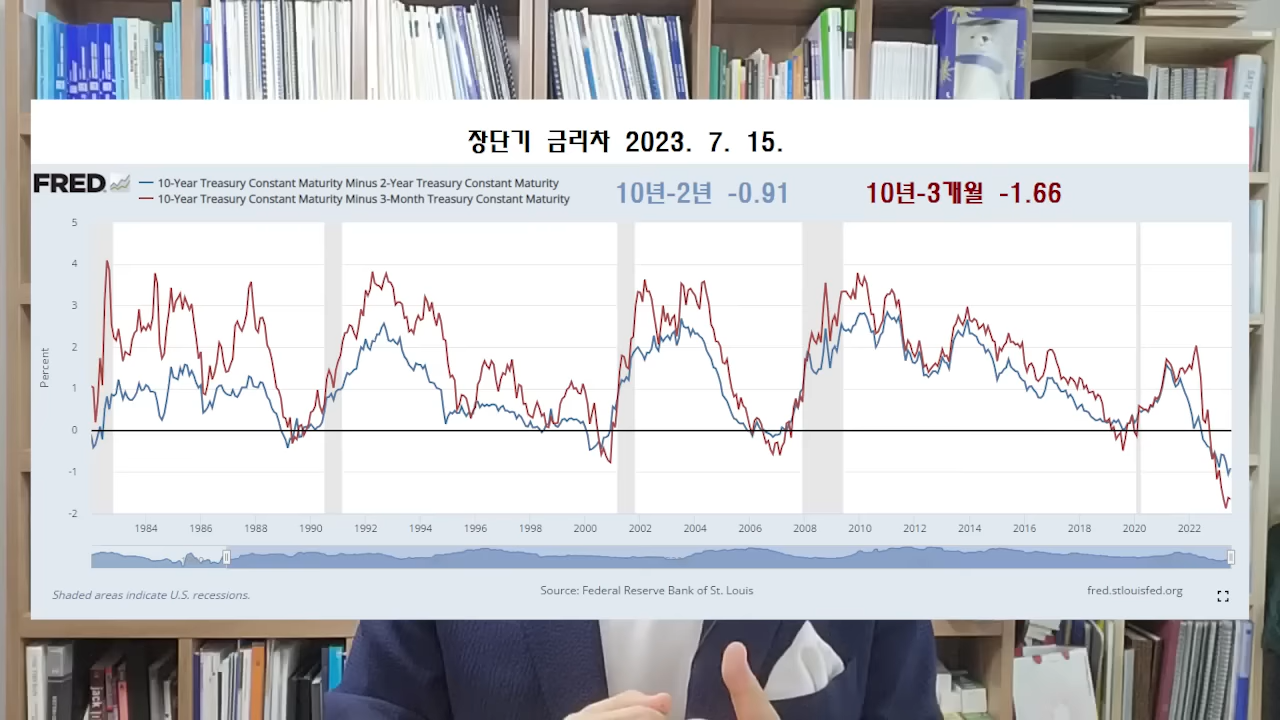 장단기 금리차 2023. 7. 15.
FRED
10-Year Treasury Constant Maturity Minus 2-Year Treasury Constant Maturity
10-Year Treasury Constant Maturity Minus 3-Month Treasury Constant Maturity
10년-2년 -0.91
10년-3개월 -1.66
Percent
5
4
3
2
1
0
-1
-2
1984 1986 1988 1990 1992 1994 1996 1998 2000 2002 2004 2006 2008 2010 2012 2014 2016 2018 2020 2022
Shaded areas indicate U.S. recessions.
Source: Federal Reserve Bank of St. Louis
fred.stlouisfed.org